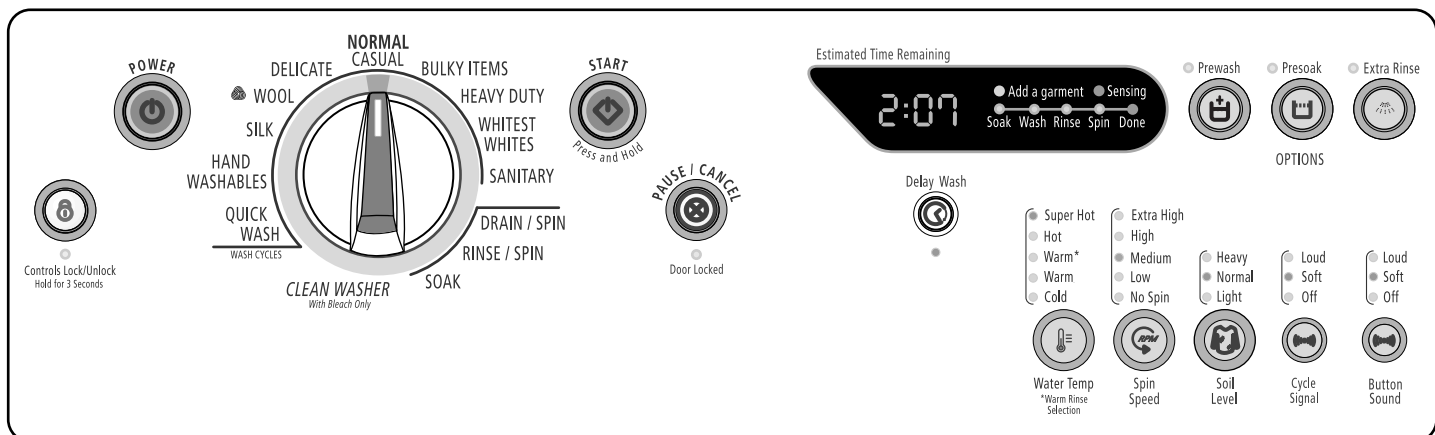 POWER
Controls Lock/Unlock
Hold for 3 Seconds
NORMAL
CASUAL
DELICATE
WOOL
SILK
HAND
WASHABLES
QUICK
WASH
WASH CYCLES
BULKY ITEMS
HEAVY DUTY
WHITEST
WHITES
SANITARY
DRAIN / SPIN
RINSE / SPIN
SOAK
CLEAN WASHER
With Bleach Only
START
Press and Hold
PAUSE / CANCEL
Door Locked
Estimated Time Remaining
2:07
Add a garment Sensing
Soak Wash Rinse Spin Done
Delay Wash
Prewash Presoak Extra Rinse
OPTIONS
Super Hot
Hot
Warm*
Warm
Cold
Water Temp
*Warm Rinse
Selection
Extra High
High
Medium
Low
No Spin
RPM
Spin
Speed
Heavy
Normal
Light
Soil
Level
Loud
Soft
Off
Cycle
Signal
Loud
Soft
Off
Button
Sound